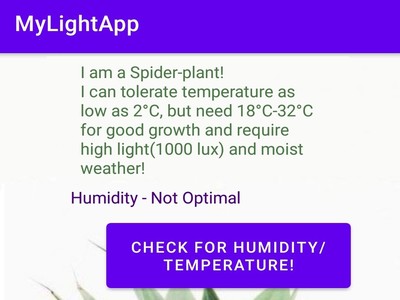 MyLightApp
I am a Spider-plant!
I can tolerate temperature as
low as 2°C, but need 18°C-32°C
for good growth and require
high light(1000 lux) and moist
weather!
Humidity - Not Optimal
CHECK FOR HUMIDITY/
TEMPERATURE!